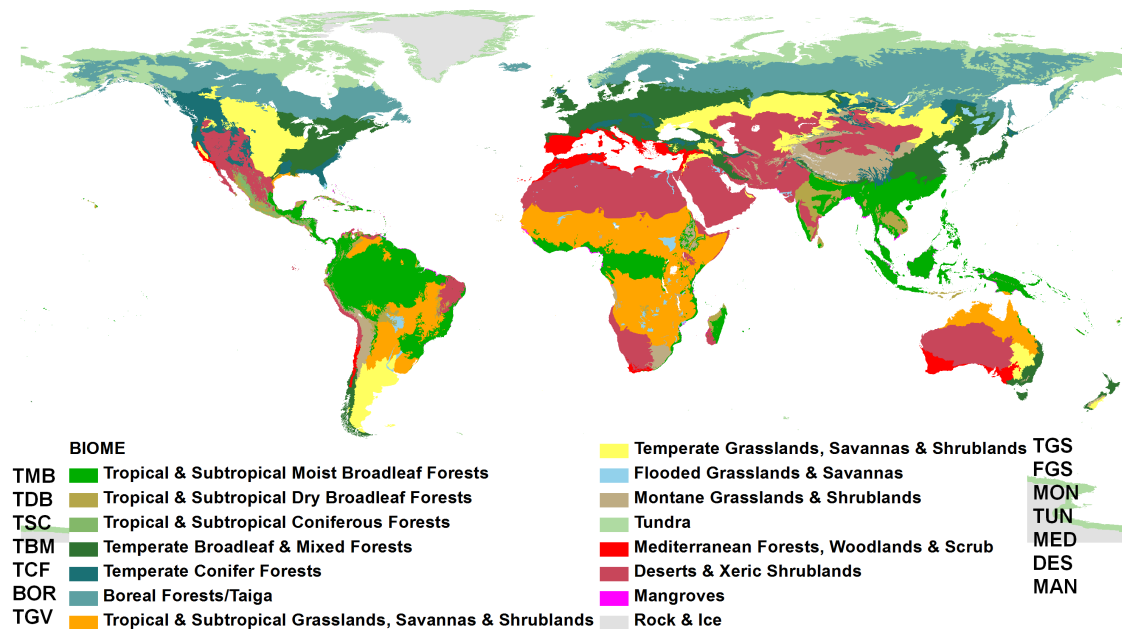 BIOME
TMB Tropical & Subtropical Moist Broadleaf Forests
TDB Tropical & Subtropical Dry Broadleaf Forests
TSC Tropical & Subtropical Coniferous Forests
TBM Temperate Broadleaf & Mixed Forests
TCF Temperate Conifer Forests
BOR Boreal Forests/Taiga
TGV Tropical & Subtropical Grasslands, Savannas & Shrublands
Temperate Grasslands, Savannas & Shrublands TGS
Flooded Grasslands & Savannas FGS
Montane Grasslands & Shrublands MON
Tundra TUN
Mediterranean Forests, Woodlands & Scrub MED
Deserts & Xeric Shrublands DES
Mangroves MAN
Rock & Ice